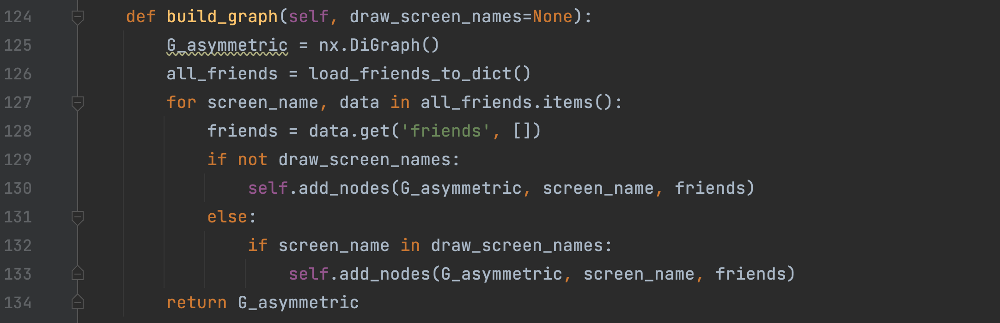 124 def build_graph(self, draw_screen_names=None):
125 G_asymmetric = nx.DiGraph()
126 all_friends = load_friends_to_dict()
127 for screen_name, data in all_friends.items():
128 friends = data.get('friends', [])
129 if not draw_screen_names:
130 self.add_nodes(G_asymmetric, screen_name, friends)
131 else:
132 if screen_name in draw_screen_names:
133 self.add_nodes(G_asymmetric, screen_name, friends)
134 return G_asymmetric